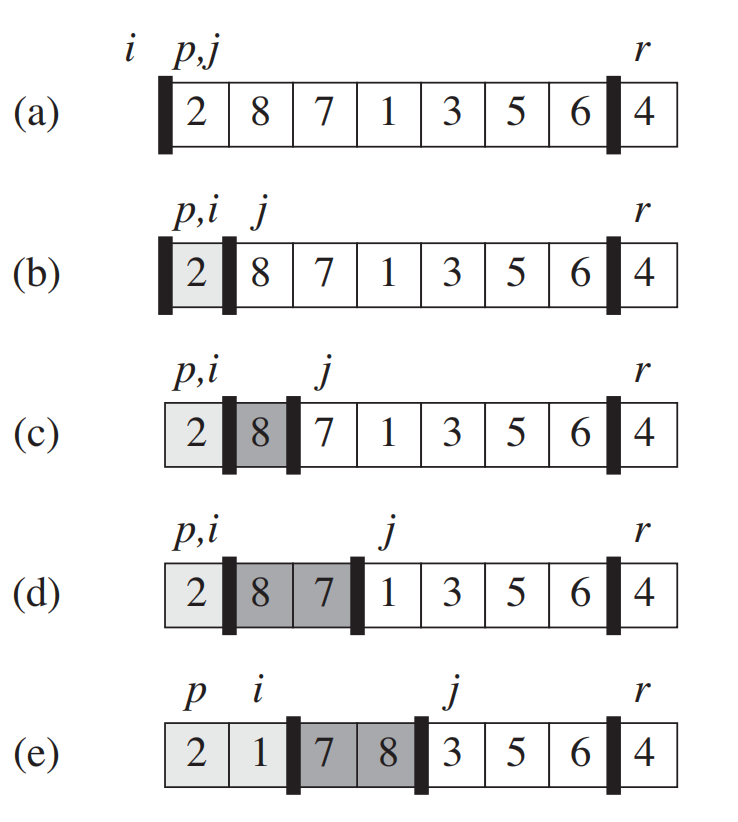 i p,j r
(a) 2 8 7 1 3 5 6 4
p,i j r
(b) 2 8 7 1 3 5 6 4
p,i j r
(c) 2 8 7 1 3 5 6 4
p,i j r
(d) 2 8 7 1 3 5 6 4
p i j r
(e) 2 1 7 8 3 5 6 4